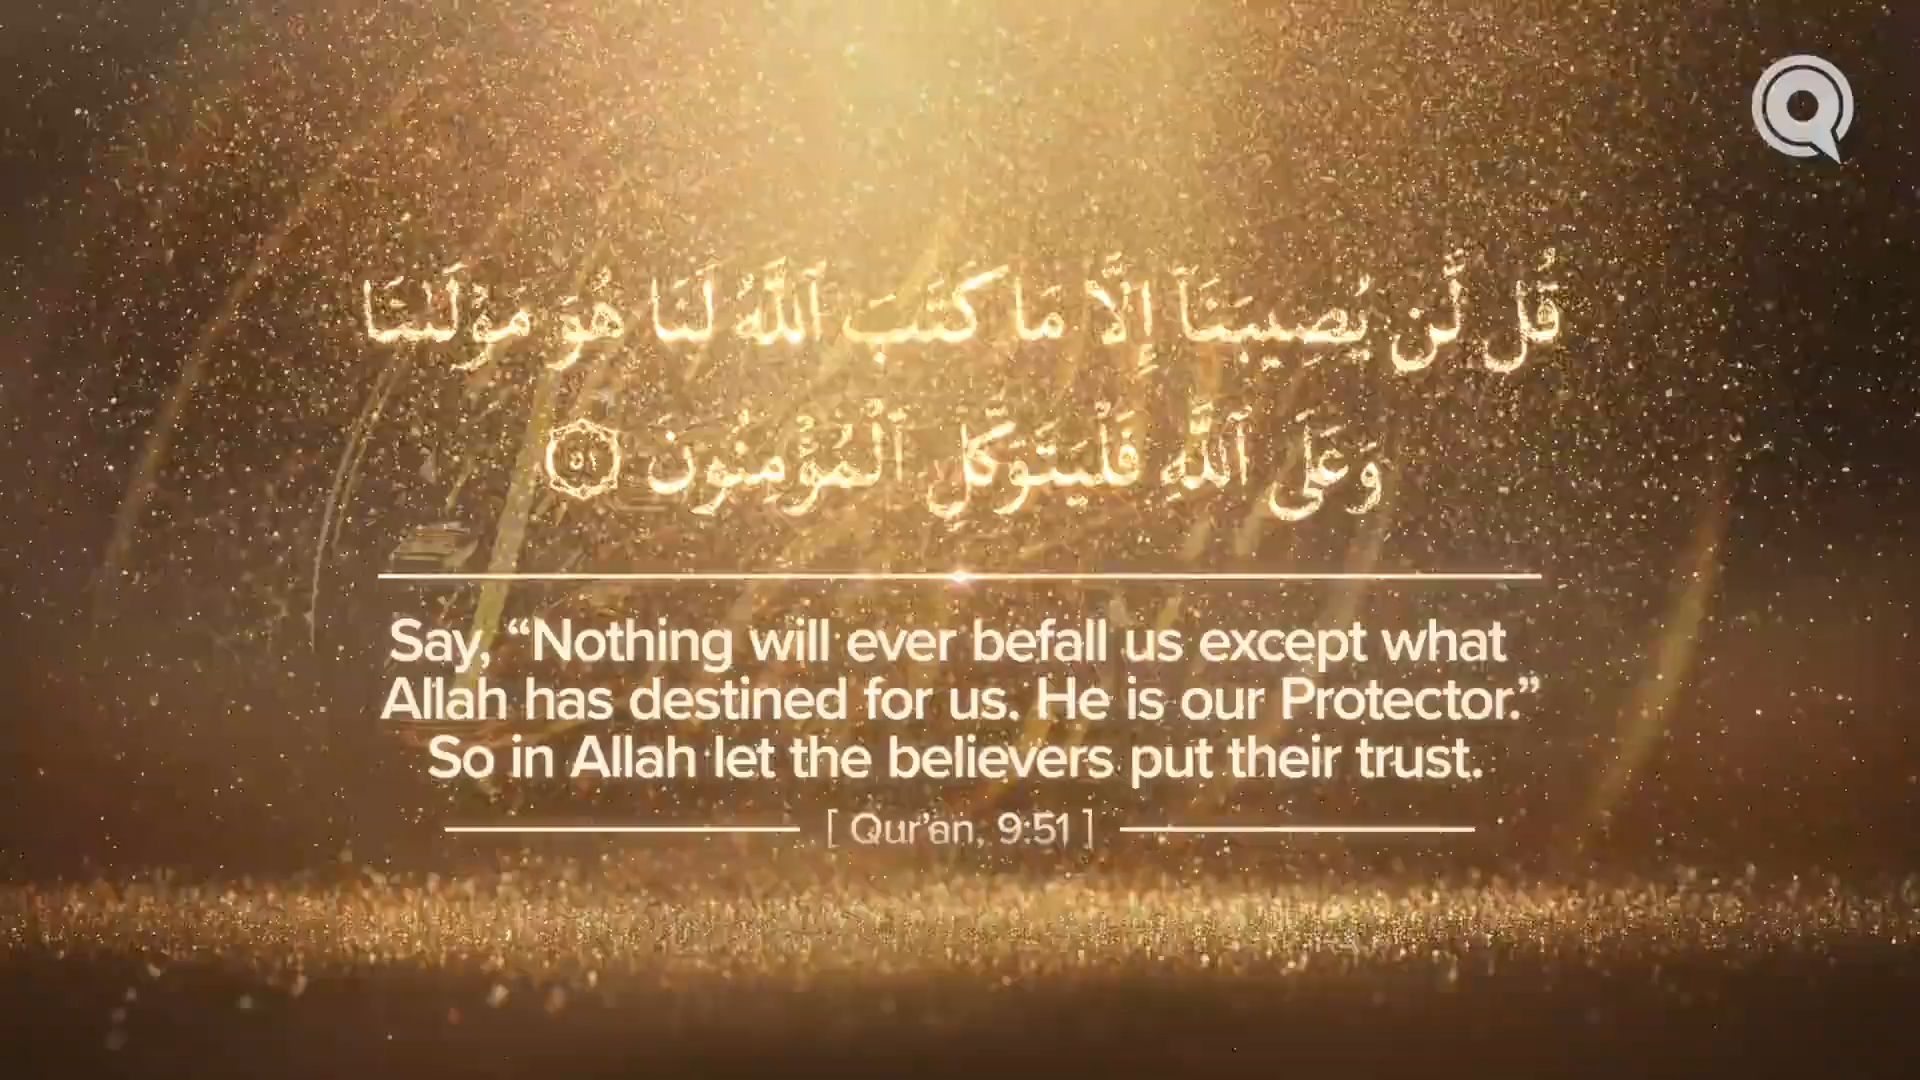 قُل لَّن يُصِيبَنَآ إِلَّا مَا كَتَبَ ٱللَّهُ لَنَا هُوَ مَوْلَىٰنَا
وَعَلَى ٱللَّهِ فَلْيَتَوَكَّلِ ٱلْمُؤْمِنُونَ ٥١
Say, “Nothing will ever befall us except what
Allah has destined for us. He is our Protector.”
So in Allah let the believers put their trust.
[ Qur’an, 9:51 ]